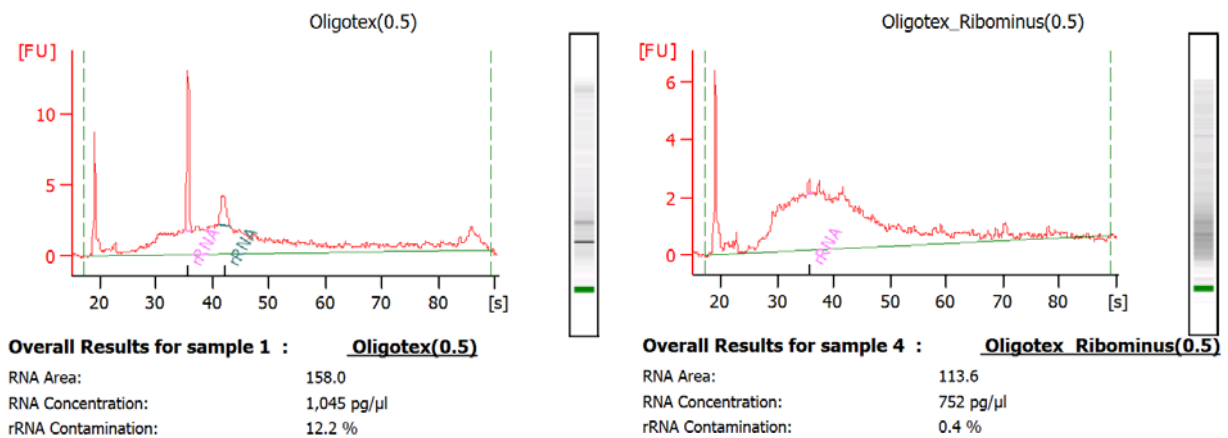 Oligotex(0.5)
[FU]
10
5
0
rRNA
rRNA
20 30 40 50 60 70 80 [s]
Overall Results for sample 1 : Oligotex(0.5)
RNA Area: 158.0
RNA Concentration: 1,045 pg/µl
rRNA Contamination: 12.2 %
Oligotex_Ribominus(0.5)
[FU]
6
4
2
0
rRNA
20 30 40 50 60 70 80 [s]
Overall Results for sample 4 : Oligotex_Ribominus(0.5)
RNA Area: 113.6
RNA Concentration: 752 pg/µl
rRNA Contamination: 0.4 %